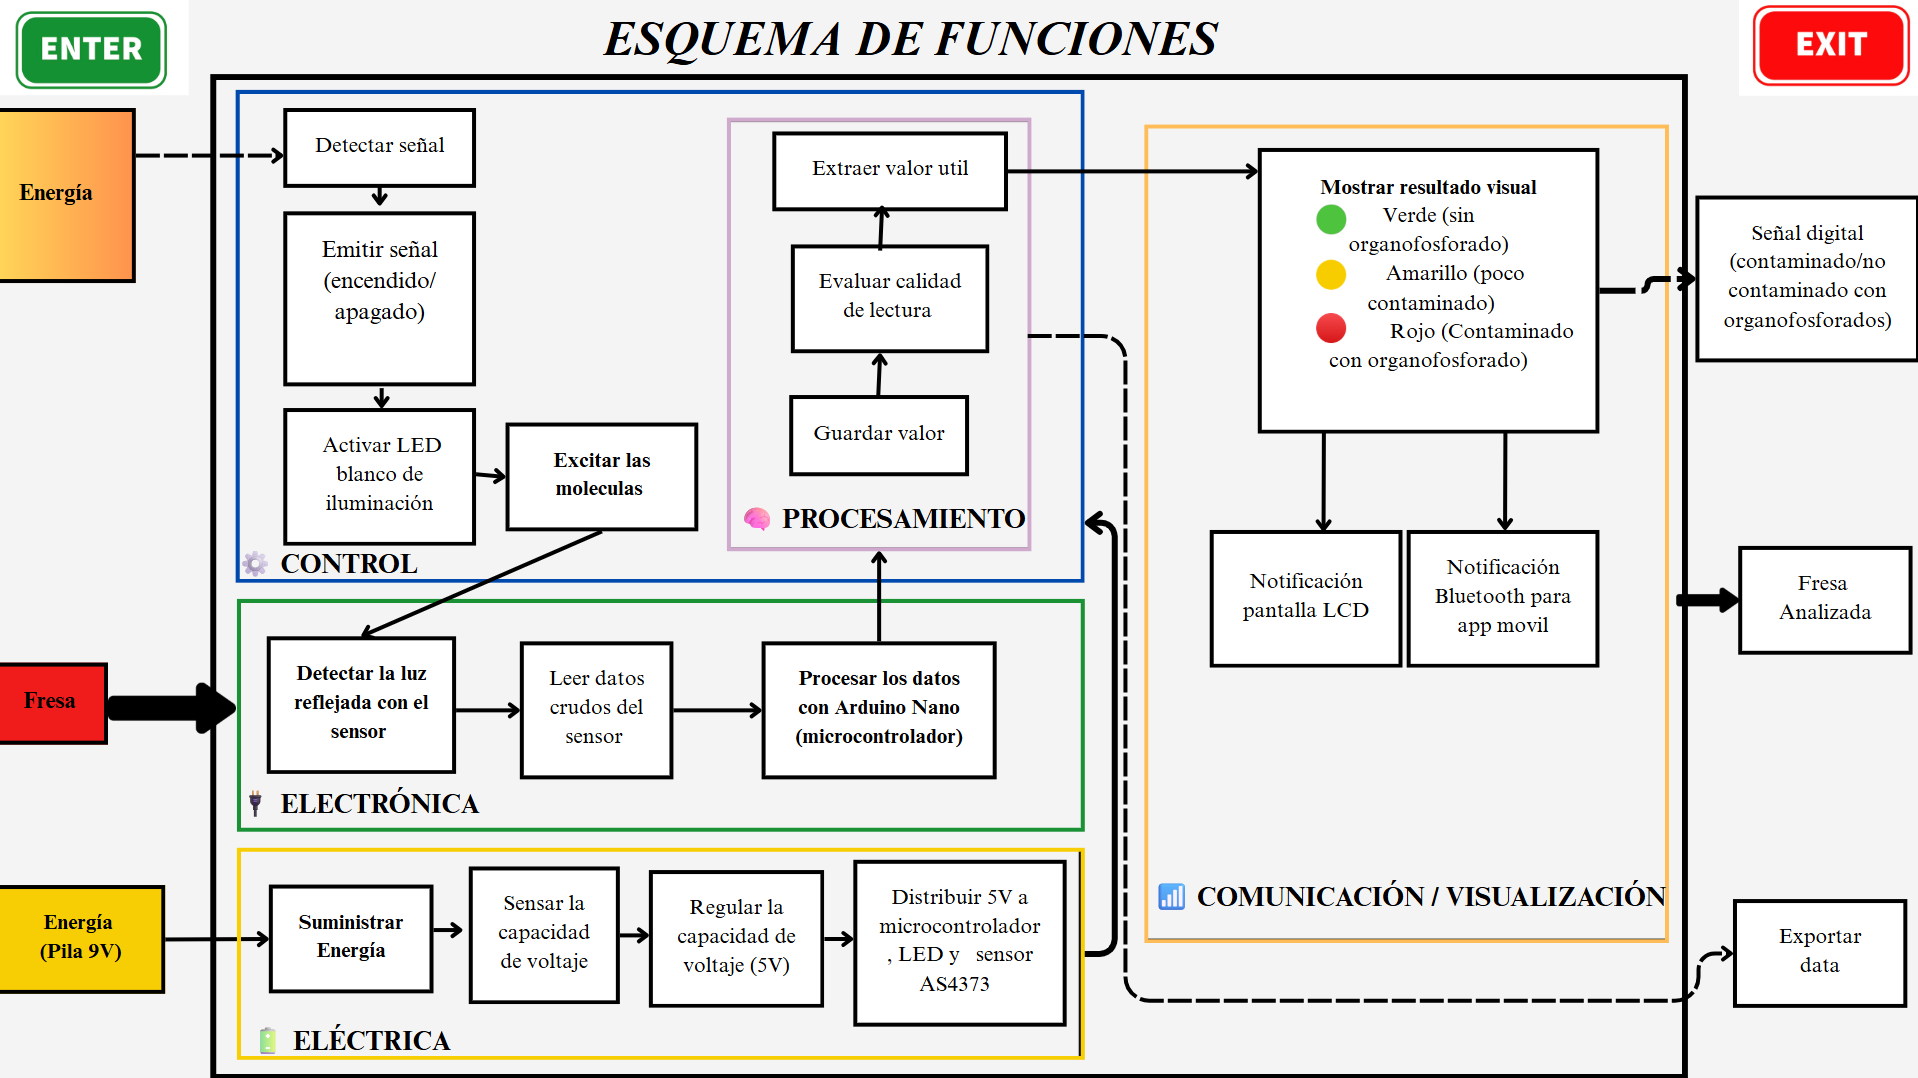 ENTER
ESQUEMA DE FUNCIONES
EXIT
Energía
Detectar señal
Emitir señal
(encendido/
apagado)
Activar LED
blanco de
iluminación
Excitar las
moleculas
CONTROL
Extraer valor util
Evaluar calidad
de lectura
Guardar valor
PROCESAMIENTO
Mostrar resultado visual
Verde (sin
organofosforado)
Amarillo (poco
contaminado)
Rojo (Contaminado
con organofosforado)
Notificación
pantalla LCD
Notificación
Bluetooth para
app movil
COMUNICACIÓN / VISUALIZACIÓN
Señal digital
(contaminado/no
contaminado con
organofosforados)
Fresa
Analizada
Exportar
data
Fresa
Detectar la luz
reflejada con el
sensor
Leer datos
crudos del
sensor
Procesar los datos
con Arduino Nano
(microcontrolador)
ELECTRÓNICA
Energía
(Pila 9V)
Suministrar
Energía
Sensar la
capacidad
de voltaje
Regular la
capacidad de
voltaje (5V)
Distribuir 5V a
microcontrolador
, LED y sensor
AS4373
ELÉCTRICA